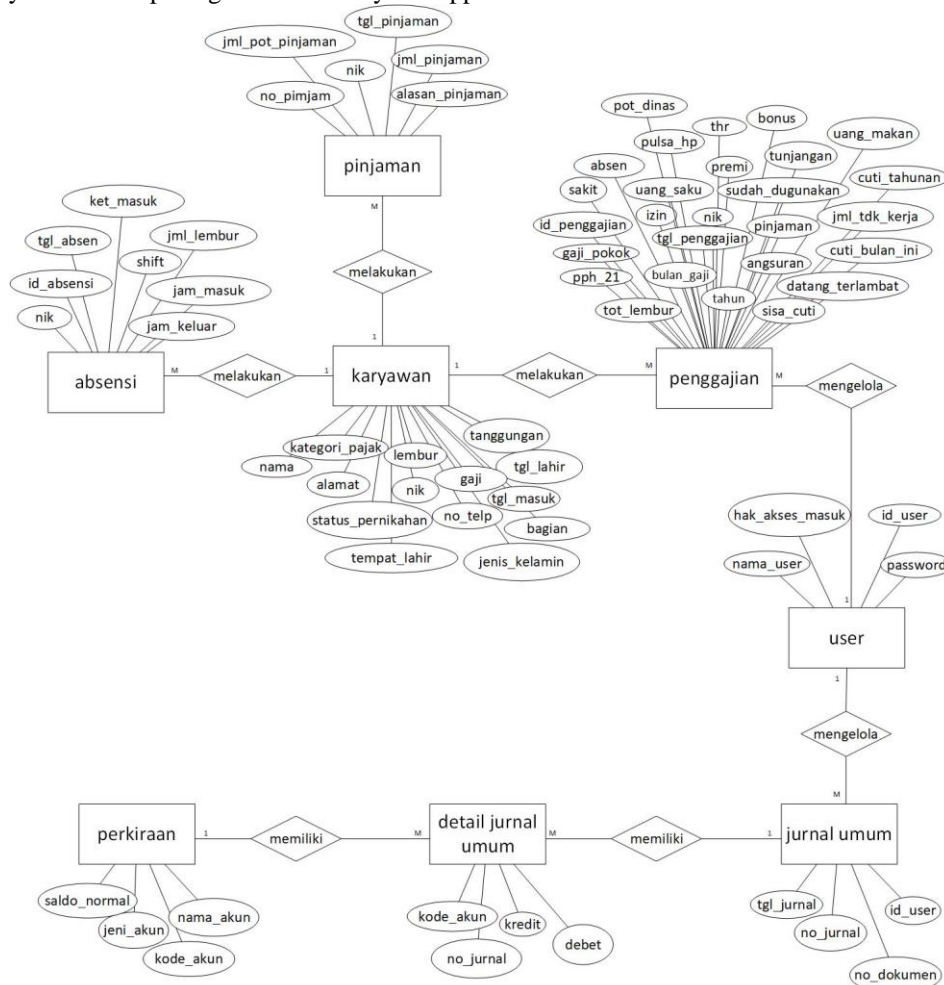 tgl_pinjaman
jml_pot_pinjaman
nik
jml_pinjaman
no_pimjam
alasan_pinjaman
pinjaman
M
melakukan
1
ket_masuk
tgl_absen
jml_lembur
shift
id_absensi
jam_masuk
nik
jam_keluar
absensi
M
melakukan
1
karyawan
1
melakukan
M
penggajian
M
mengelola
pot_dinas
thr
bonus
uang_makan
pulsa_hp
absen
premi
tunjangan
cuti_tahunan
sakit
uang_saku
sudah_dugunakan
izin
nik
jml_tdk_kerja
id_penggajian
tgl_penggajian
pinjaman
gaji_pokok
cuti_bulan_ini
angsuran
pph_21
bulan_gaji
datang_terlambat
tahun
tot_lembur
sisa_cuti
kategori_pajak
lembur
tanggungan
nama
tgl_lahir
alamat
nik
gaji
tgl_masuk
status_pernikahan
no_telp
bagian
tempat_lahir
jenis_kelamin
hak_akses_masuk
id_user
nama_user
password
1
user
1
mengelola
M
perkiraan
1
memiliki
M
detail jurnal
umum
M
memiliki
1
jurnal umum
saldo_normal
jeni_akun
nama_akun
kode_akun
kode_akun
kredit
no_jurnal
debet
tgl_jurnal
id_user
no_jurnal
no_dokumen